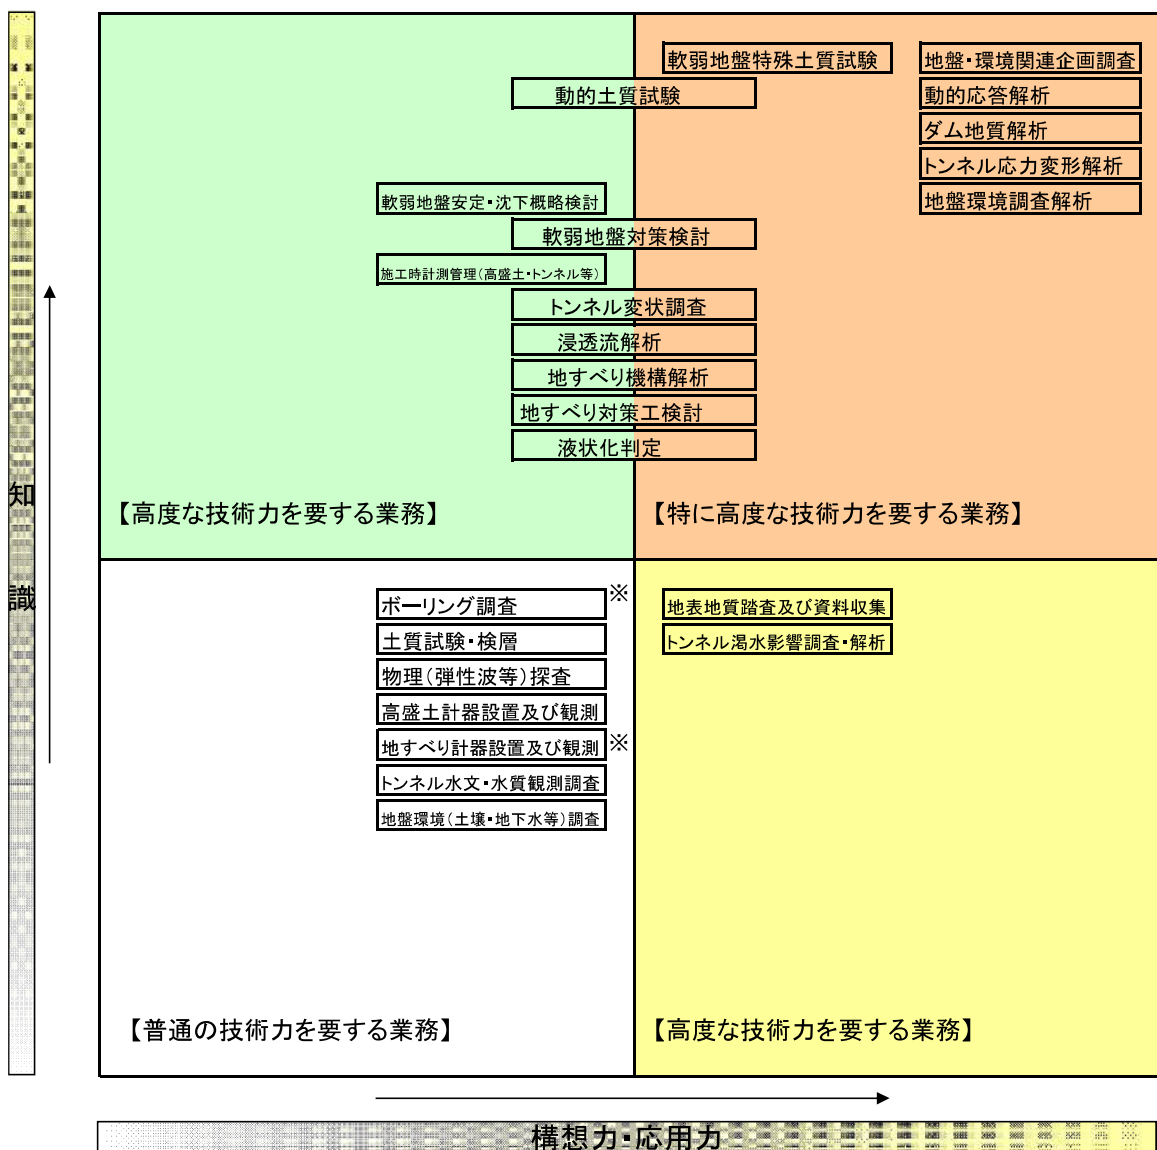 軟弱地盤特殊土質試験
地盤・環境関連企画調査
動的土質試験
動的応答解析
ダム地質解析
トンネル応力変形解析
軟弱地盤安定・沈下概略検討
地盤環境調査解析
軟弱地盤対策検討
施工時計測管理(高盛土・トンネル等)
トンネル変状調査
浸透流解析
地すべり機構解析
地すべり対策工検討
液状化判定
【高度な技術力を要する業務】
【特に高度な技術力を要する業務】
知識
ボーリング調査※
土質試験・検層
物理(弾性波等)探査
高盛土計器設置及び観測
地すべり計器設置及び観測※
トンネル水文・水質観測調査
地盤環境(土壌・地下水等)調査
地表地質踏査及び資料収集
トンネル渇水影響調査・解析
【普通の技術力を要する業務】
【高度な技術力を要する業務】
構想力・応用力